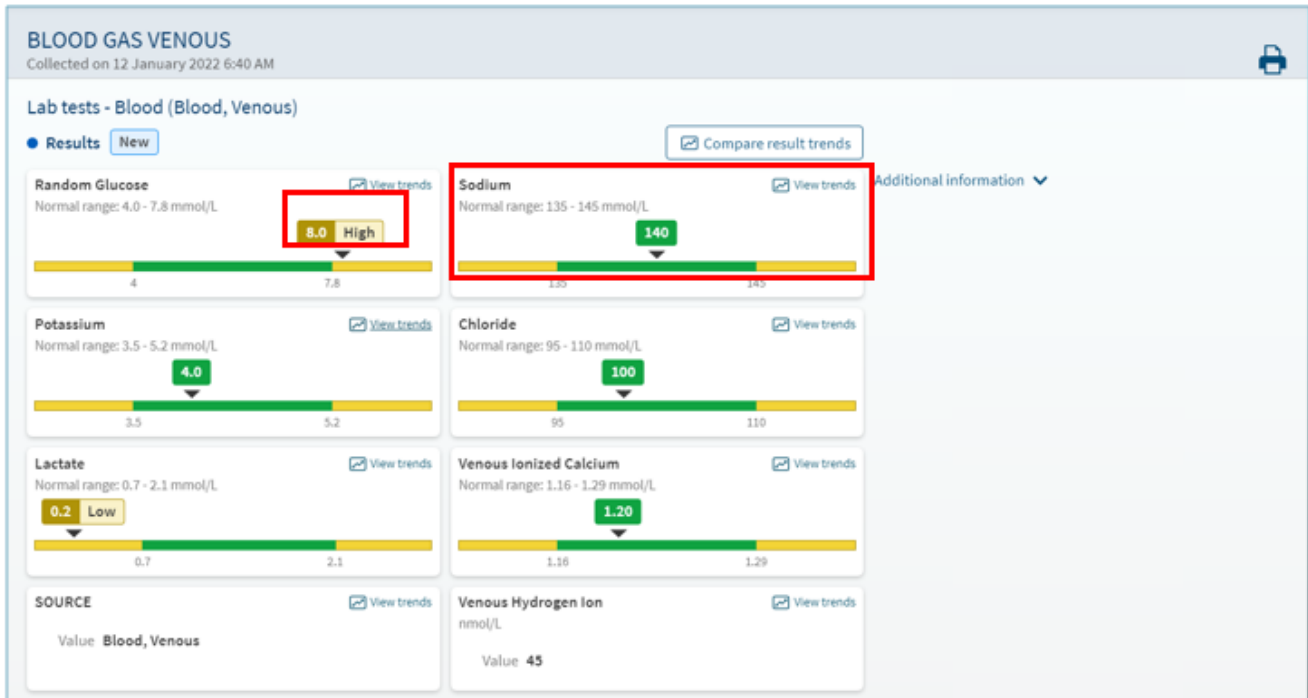 BLOOD GAS VENOUS
Collected on 12 January 2022 6:40 AM
Lab tests - Blood (Blood, Venous)
Results New
Compare result trends
Additional information
Random Glucose View trends
Normal range: 4.0 - 7.8 mmol/L
8.0 High
4 7.8
Sodium View trends
Normal range: 135 - 145 mmol/L
140
135 145
Potassium View trends
Normal range: 3.5 - 5.2 mmol/L
4.0
3.5 5.2
Chloride View trends
Normal range: 95 - 110 mmol/L
100
95 110
Lactate View trends
Normal range: 0.7 - 2.1 mmol/L
0.2 Low
0.7 2.1
Venous Ionized Calcium View trends
Normal range: 1.16 - 1.29 mmol/L
1.20
1.16 1.29
SOURCE View trends
Value Blood, Venous
Venous Hydrogen Ion View trends
nmol/L
Value 45